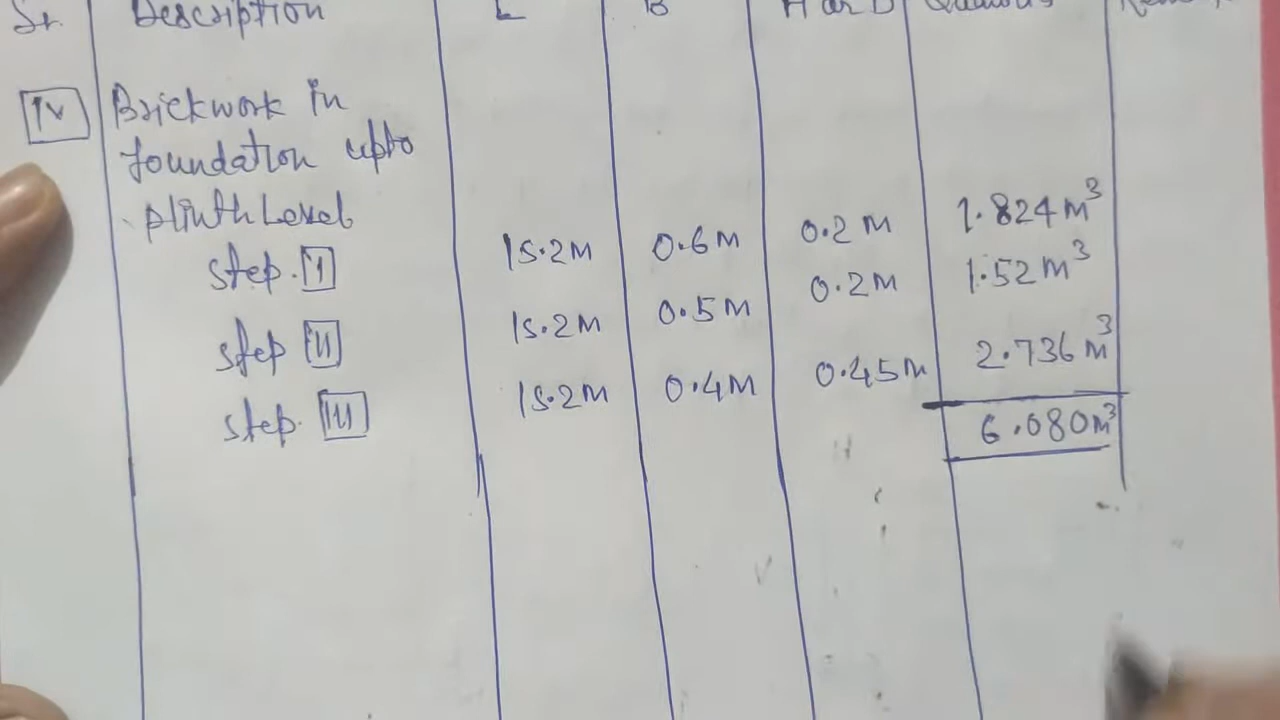 Sr. Description L B H or D
IV Brickwork in
foundation upto
plinth Level
step. I 15.2M 0.6M 0.2M 1.824M³
step II 15.2M 0.5M 0.2M 1.52M³
step. III 15.2M 0.4M 0.45M 2.736M³
6.080M³